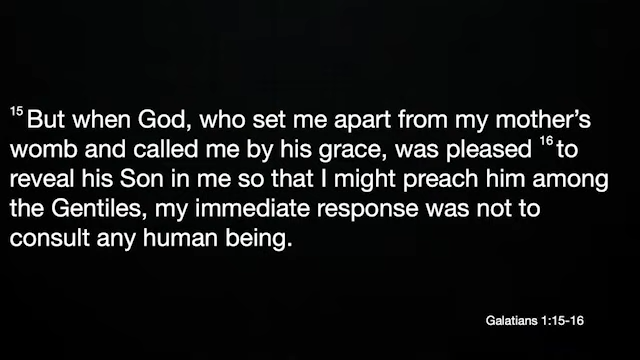 15 But when God, who set me apart from my mother’s
womb and called me by his grace, was pleased 16 to
reveal his Son in me so that I might preach him among
the Gentiles, my immediate response was not to
consult any human being.
Galatians 1:15-16